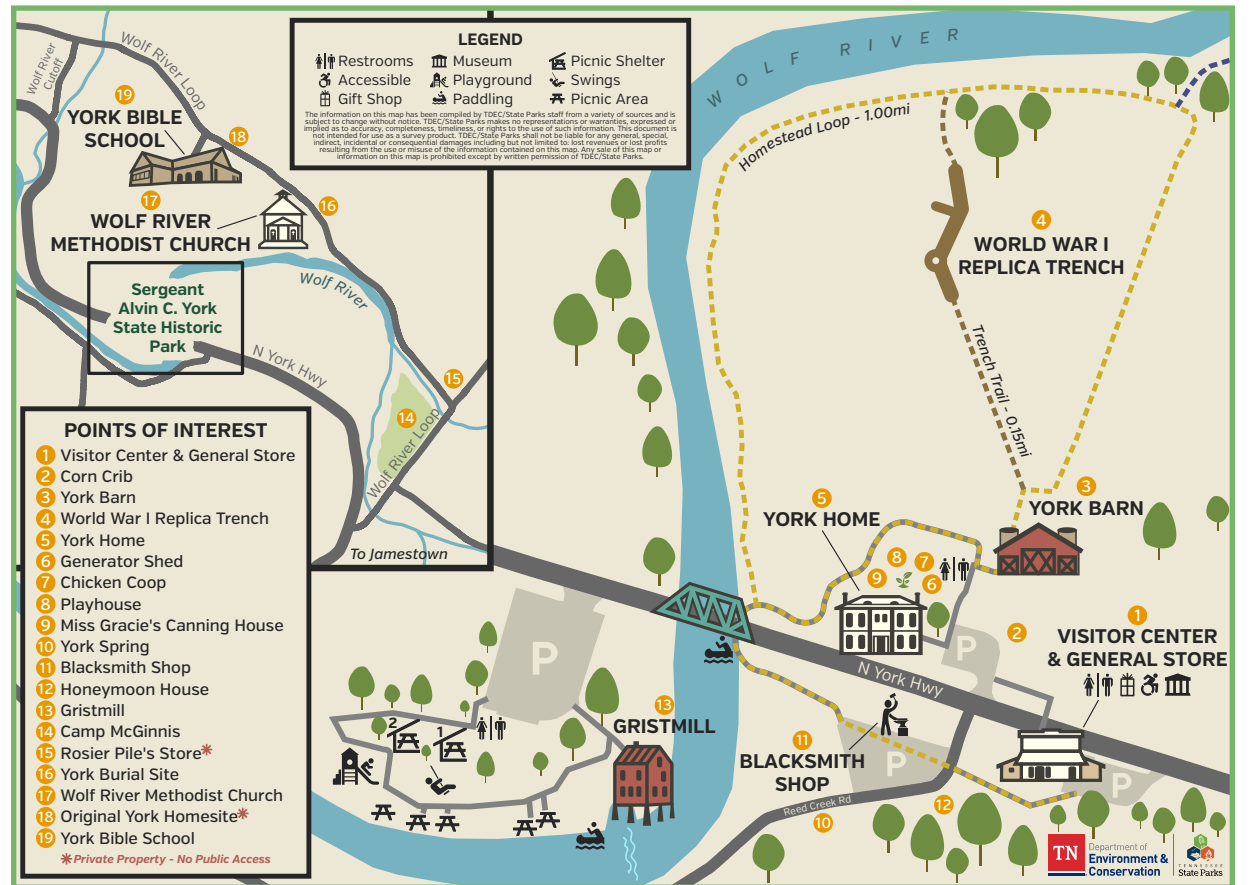 LEGEND
Restrooms
Museum
Picnic Shelter
Accessible
Playground
Swings
Gift Shop
Paddling
Picnic Area
The information on this map has been compiled by TDEC/State Parks staff from a variety of sources and is
subject to change without notice. TDEC/State Parks makes no representations or warranties, expressed or
implied as to accuracy, completeness, timeliness, or rights to the use of such information. This document is
not intended for use as a survey product. TDEC/State Parks shall not be liable for any general, special,
indirect, incidental or consequential damages including but not limited to: lost revenues or lost profits
resulting from the use or misuse of the information contained on this map. Any sale of this map or
information on this map is prohibited except by written permission of TDEC/State Parks.
Wolf River
Cutoff
Wolf River Loop
19
YORK BIBLE
SCHOOL
18
17
WOLF RIVER
METHODIST CHURCH
16
Sergeant
Alvin C. York
State Historic
Park
Wolf River
N York Hwy
15
14
Wolf River Loop
To Jamestown
WOLF RIVER
Homestead Loop - 1.00mi
4
WORLD WAR I
REPLICA TRENCH
Trench Trail - 0.15mi
3
YORK BARN
5
YORK HOME
8
7
9
6
2
P
1
VISITOR CENTER
& GENERAL STORE
N York Hwy
P
13
GRISTMILL
2
1
11
BLACKSMITH
SHOP
P
P
Reed Creek Rd
10
12
POINTS OF INTEREST
1 Visitor Center & General Store
2 Corn Crib
3 York Barn
4 World War I Replica Trench
5 York Home
6 Generator Shed
7 Chicken Coop
8 Playhouse
9 Miss Gracie's Canning House
10 York Spring
11 Blacksmith Shop
12 Honeymoon House
13 Gristmill
14 Camp McGinnis
15 Rosier Pile's Store*
16 York Burial Site
17 Wolf River Methodist Church
18 Original York Homesite*
19 York Bible School
*Private Property - No Public Access
TN
Department of
Environment &
Conservation
TENNESSEE
State Parks